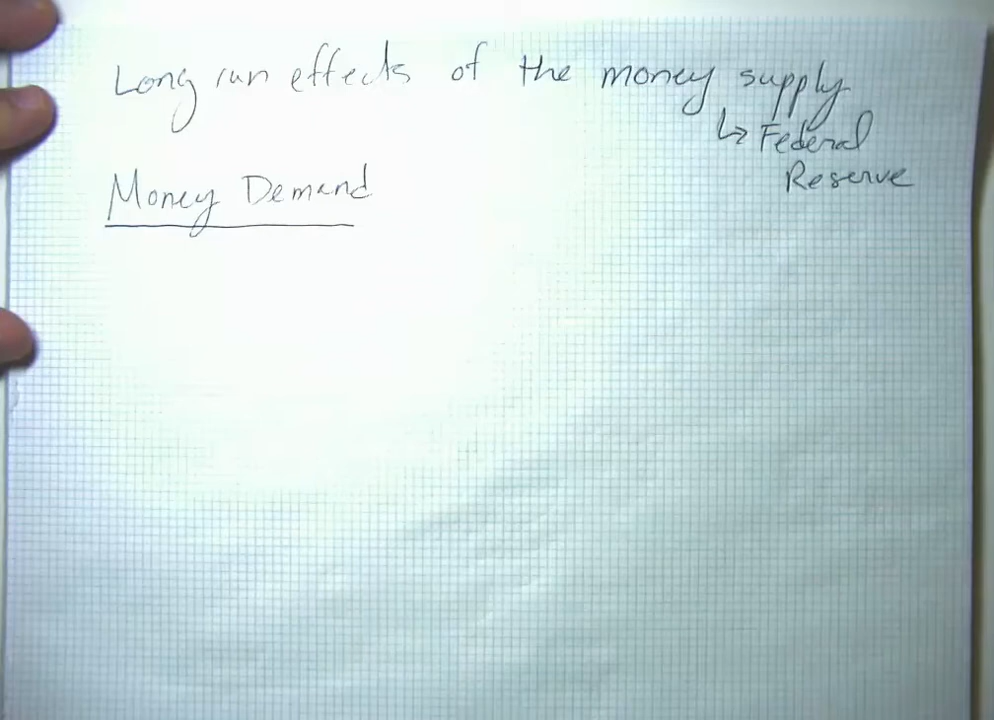 Long run effects of the money supply
↳ Federal
Reserve
Money Demand